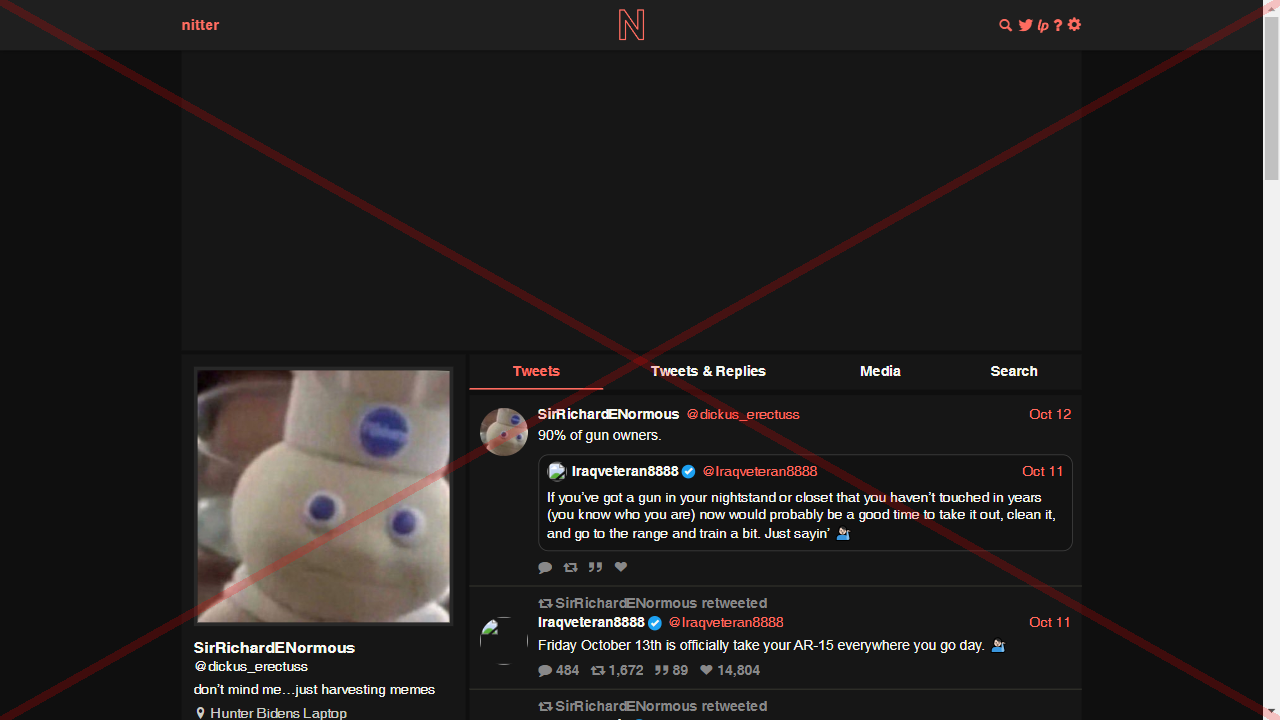 nitter
N
lp ?
Tweets
Tweets & Replies
Media
Search
SirRichardENormous @dickus_erectuss Oct 12
90% of gun owners.
Iraqveteran8888 @Iraqveteran8888 Oct 11
If you've got a gun in your nightstand or closet that you haven't touched in years
(you know who you are) now would probably be a good time to take it out, clean it,
and go to the range and train a bit. Just sayin' 🤷🏻‍♂️
SirRichardENormous retweeted
Iraqveteran8888 @Iraqveteran8888 Oct 11
Friday October 13th is officially take your AR-15 everywhere you go day. 🤷🏻‍♂️
484 1,672 89 14,804
SirRichardENormous retweeted
SirRichardENormous
@dickus_erectuss
don't mind me…just harvesting memes
Hunter Bidens Laptop